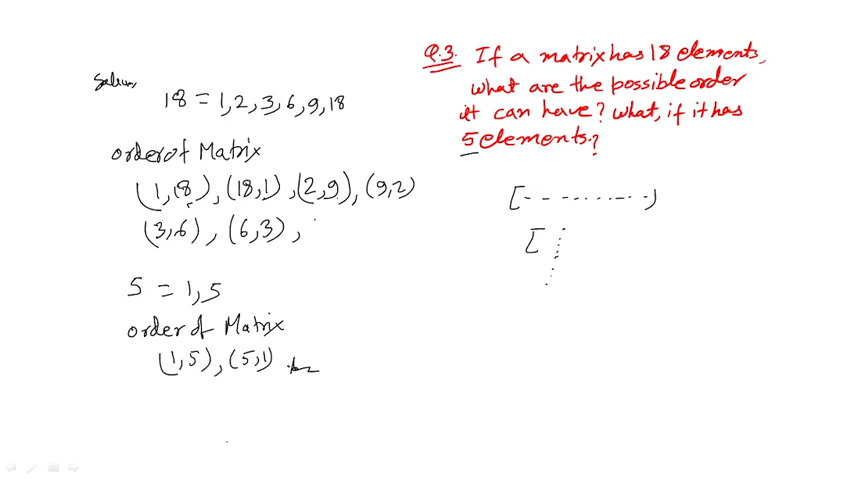 Q.3. If a matrix has 18 elements,
what are the possible order
it can have? What, if it has
5 elements.?
Solution
18 = 1,2,3,6,9,18
order of Matrix
(1,18), (18,1), (2,9), (9,2)
(3,6), (6,3),
5 = 1,5
order of Matrix
(1,5), (5,1)